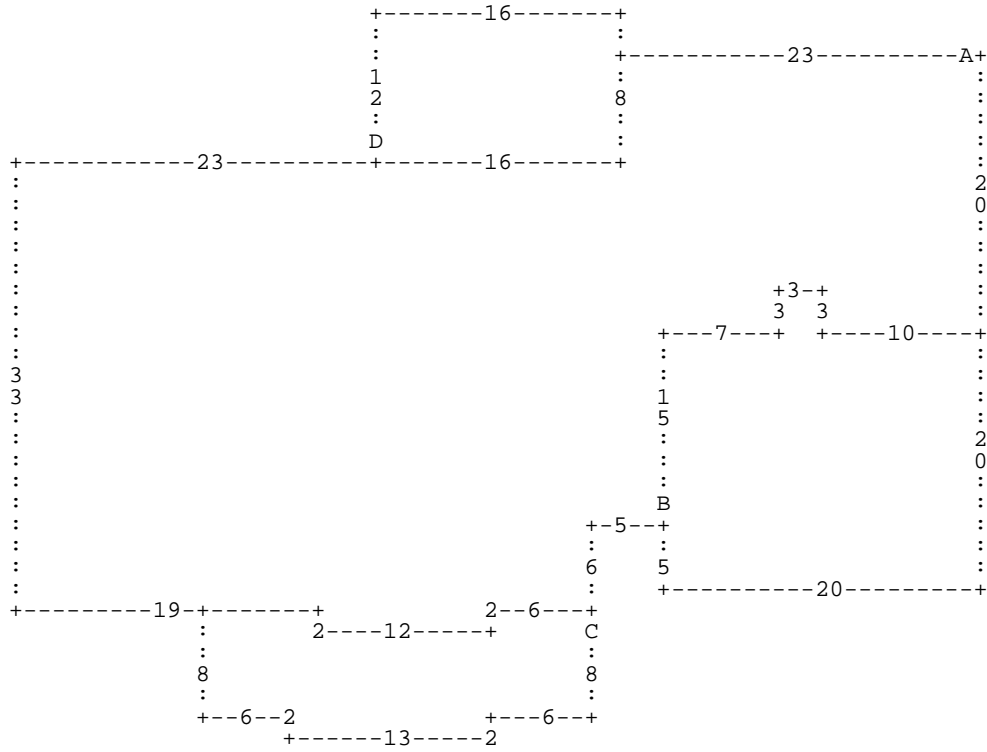 +-------16-------+
                         :                :
                         :                +-----------23----------A+
                         1                :                        :
                         2                8                        :
                         :                :                        :
                         D                :                        :
+------------23----------+-------16-------+                        :
:                                                                  2
:                                                                  0
:                                                                  :
:                                                                  :
:                                                                  :
:                                                    +3-+          :
:                                                    3  3          :
:                                            +---7---+  +----10----+
:                                            :                     :
3                                            :                     :
3                                            1                     :
:                                            5                     :
:                                            :                     2
:                                            :                     0
:                                            :                     :
:                                            B                     :
:                                       +-5--+                     :
:                                       :    :                     :
:                                       6    5                     :
:                                       :    +----------20---------+
+---------19-+-------+           2--6---+
             :       2----12-----+      C
             :                          :
             8                          8
             :                          :
             +--6--2             +---6--+
                   +------13-----2